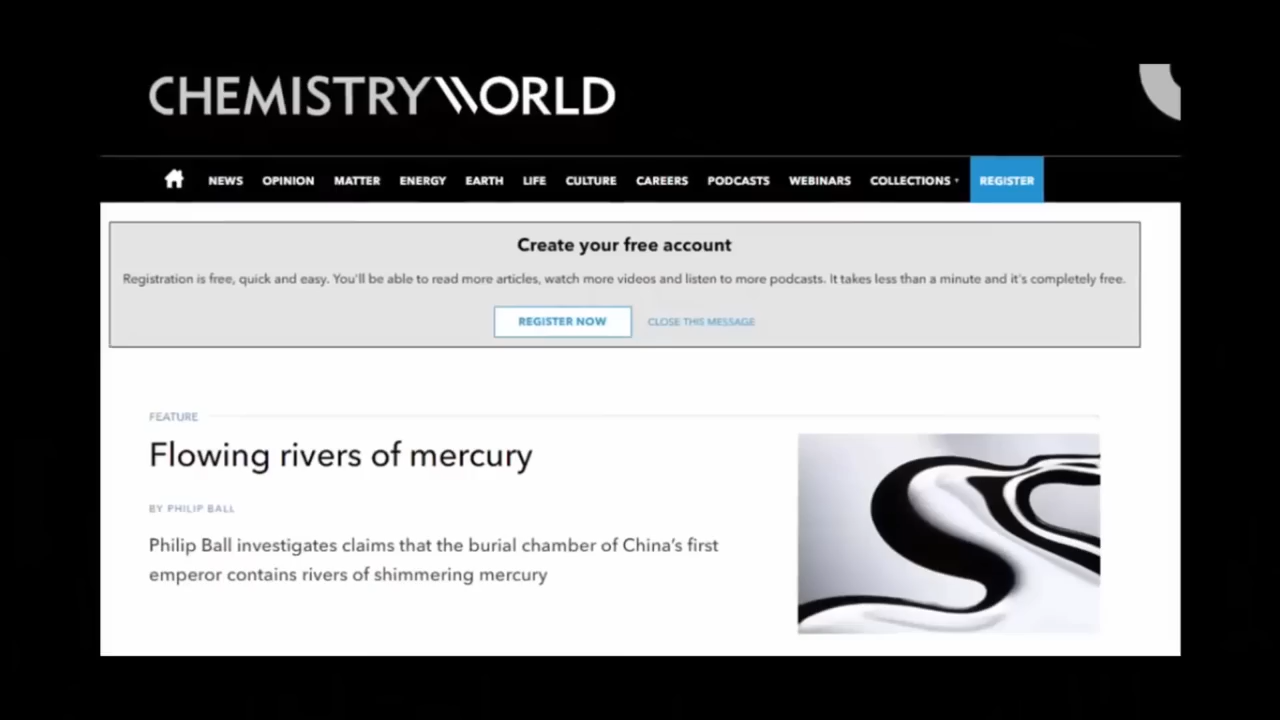 CHEMISTRY WORLD
NEWS OPINION MATTER ENERGY EARTH LIFE CULTURE CAREERS PODCASTS WEBINARS COLLECTIONS REGISTER
Create your free account
Registration is free, quick and easy. You'll be able to read more articles, watch more videos and listen to more podcasts. It takes less than a minute and it's completely free.
REGISTER NOW CLOSE THIS MESSAGE
FEATURE
Flowing rivers of mercury
BY PHILIP BALL
Philip Ball investigates claims that the burial chamber of China's first
emperor contains rivers of shimmering mercury